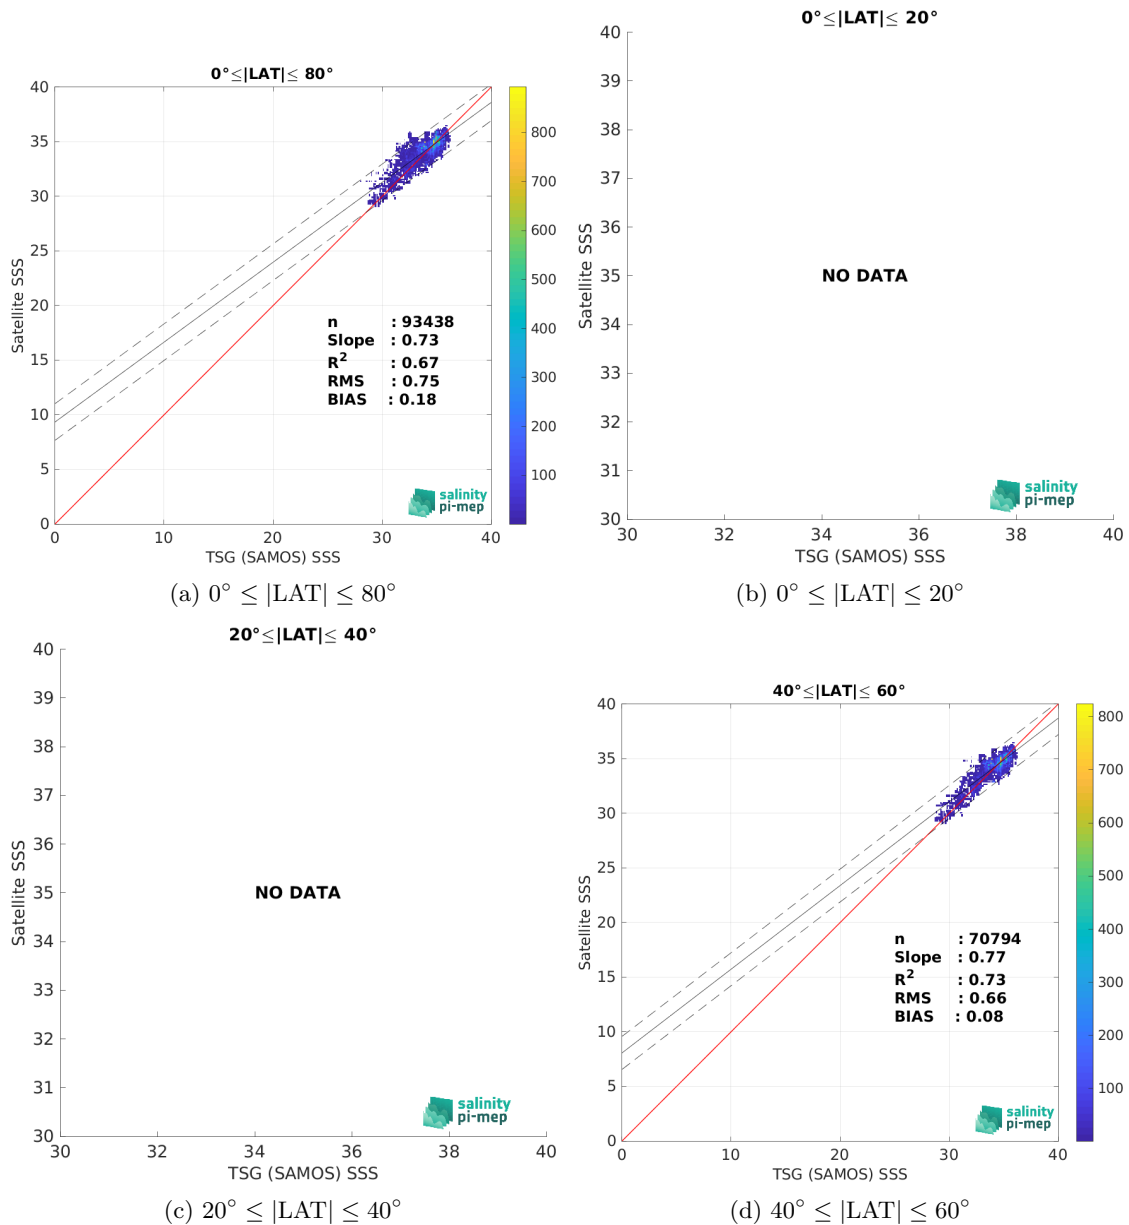 0°≤|LAT|≤ 80°
40
35
30
25
20
15
10
5
0
Satellite SSS
0
10
20
30
40
TSG (SAMOS) SSS
800
700
600
500
400
300
200
100
n : 93438
Slope : 0.73
R² : 0.67
RMS : 0.75
BIAS : 0.18
salinity
pi-mep
(a) 0° ≤ |LAT| ≤ 80°
0°≤|LAT|≤ 20°
40
39
38
37
36
35
34
33
32
31
30
Satellite SSS
NO DATA
30
32
34
36
38
40
TSG (SAMOS) SSS
salinity
pi-mep
(b) 0° ≤ |LAT| ≤ 20°
20°≤|LAT|≤ 40°
40
39
38
37
36
35
34
33
32
31
30
Satellite SSS
NO DATA
30
32
34
36
38
40
TSG (SAMOS) SSS
salinity
pi-mep
(c) 20° ≤ |LAT| ≤ 40°
40°≤|LAT|≤ 60°
40
35
30
25
20
15
10
5
0
Satellite SSS
0
10
20
30
40
TSG (SAMOS) SSS
800
700
600
500
400
300
200
100
n : 70794
Slope : 0.77
R² : 0.73
RMS : 0.66
BIAS : 0.08
salinity
pi-mep
(d) 40° ≤ |LAT| ≤ 60°